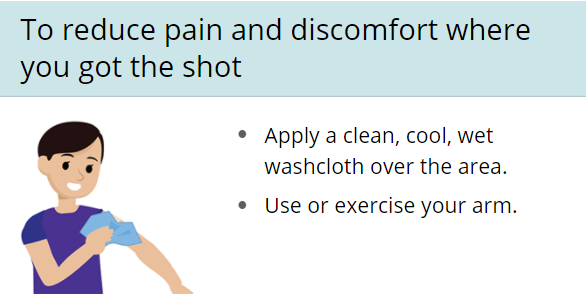 To reduce pain and discomfort where
you got the shot
Apply a clean, cool, wet
washcloth over the area.
Use or exercise your arm.